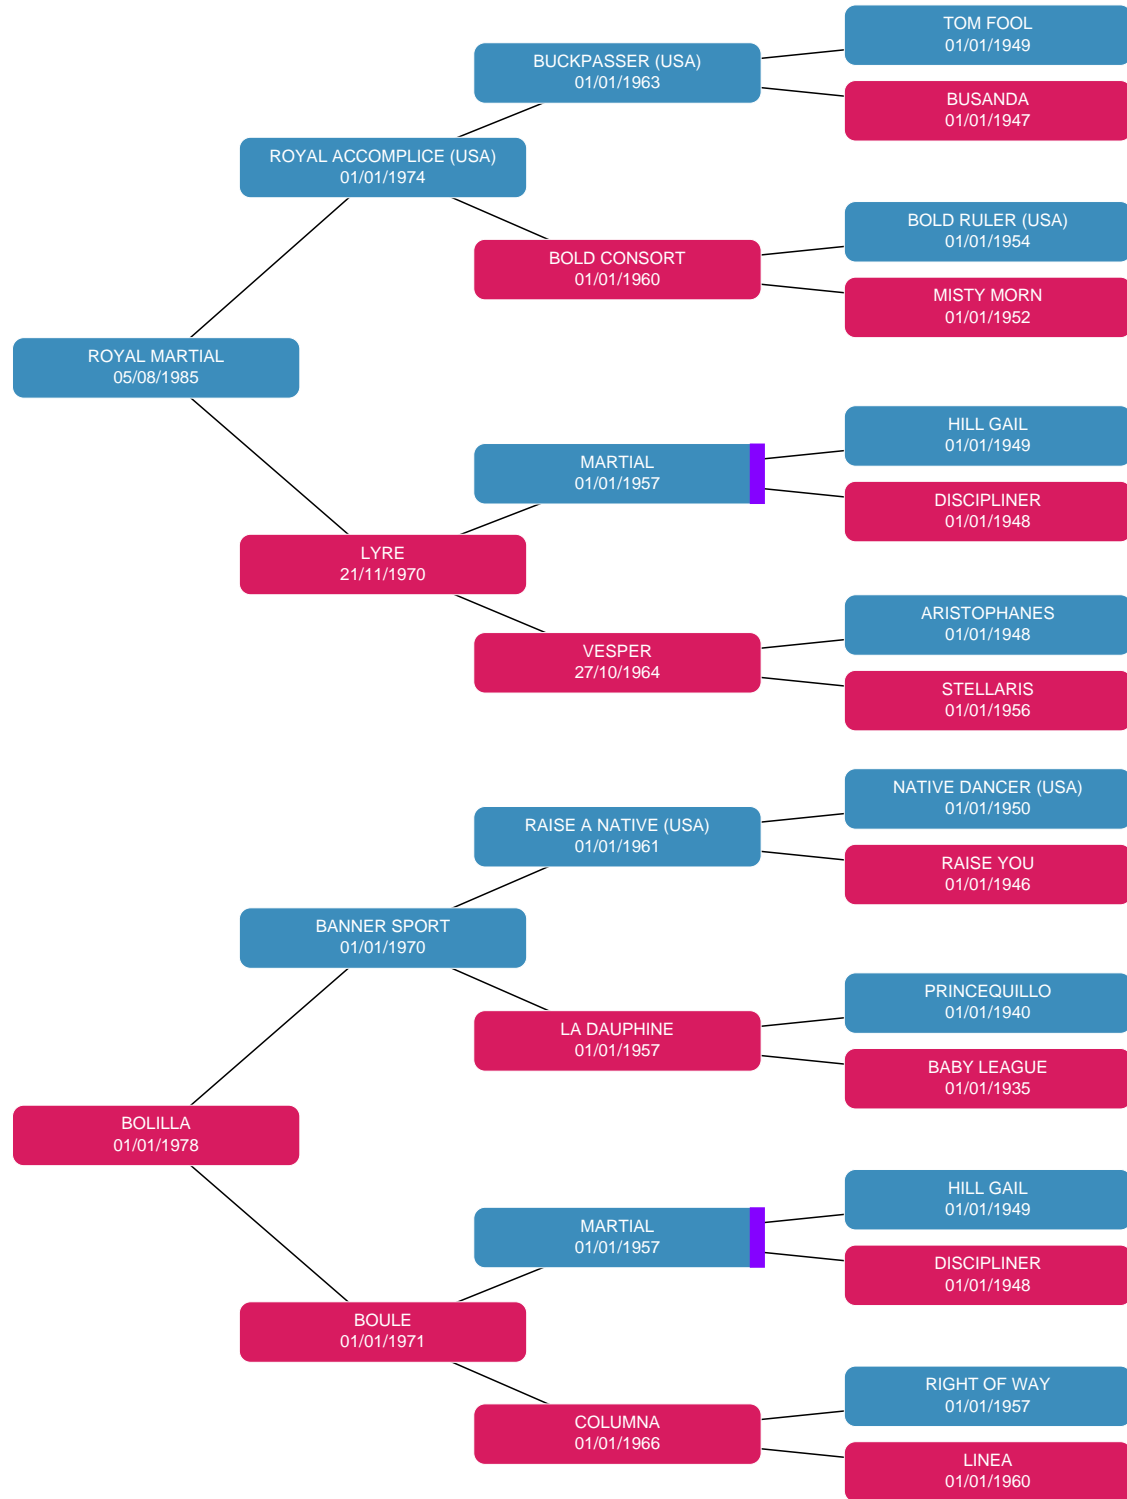 TOM FOOL
01/01/1949
BUCKPASSER (USA)
01/01/1963
BUSANDA
01/01/1947
ROYAL ACCOMPLICE (USA)
01/01/1974
BOLD RULER (USA)
01/01/1954
BOLD CONSORT
01/01/1960
MISTY MORN
01/01/1952
ROYAL MARTIAL
05/08/1985
HILL GAIL
01/01/1949
MARTIAL
01/01/1957
DISCIPLINER
01/01/1948
LYRE
21/11/1970
ARISTOPHANES
01/01/1948
VESPER
27/10/1964
STELLARIS
01/01/1956
NATIVE DANCER (USA)
01/01/1950
RAISE A NATIVE (USA)
01/01/1961
RAISE YOU
01/01/1946
BANNER SPORT
01/01/1970
PRINCEQUILLO
01/01/1940
LA DAUPHINE
01/01/1957
BABY LEAGUE
01/01/1935
BOLILLA
01/01/1978
HILL GAIL
01/01/1949
MARTIAL
01/01/1957
DISCIPLINER
01/01/1948
BOULE
01/01/1971
RIGHT OF WAY
01/01/1957
COLUMNA
01/01/1966
LINEA
01/01/1960